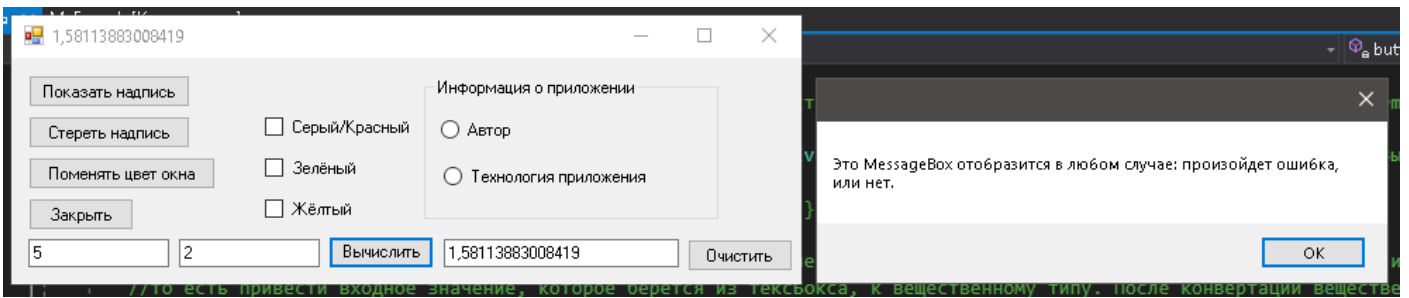 1,58113883008419
but
Показать надпись
Стереть надпись
Поменять цвет окна
Закрыть
Серый/Красный
Зелёный
Жёлтый
Информация о приложении
Автор
Технология приложения
5
2
Вычислить
1,58113883008419
Очистить
Это MessageBox отобразится в любом случае: произойдет ошибка,
или нет.
OK
//То есть привести входное значение, которое берется из тексбокса, к вещественному типу. После конвертации веществе